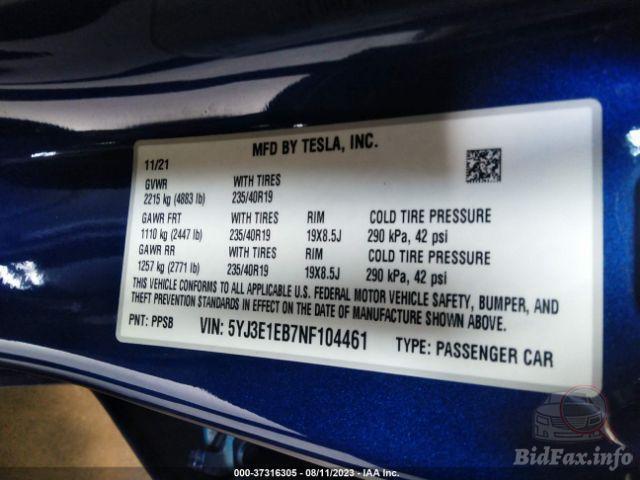 MFD BY TESLA, INC.
11/21
GVWR WITH TIRES
2215 kg (4883 lb) 235/40R19
GAWR FRT WITH TIRES RIM COLD TIRE PRESSURE
1110 kg (2447 lb) 235/40R19 19X8.5J 290 kPa, 42 psi
GAWR RR WITH TIRES RIM COLD TIRE PRESSURE
1257 kg (2771 lb) 235/40R19 19X8.5J 290 kPa, 42 psi
THIS VEHICLE CONFORMS TO ALL APPLICABLE U.S. FEDERAL MOTOR VEHICLE SAFETY, BUMPER, AND
THEFT PREVENTION STANDARDS IN EFFECT ON THE DATE OF MANUFACTURE SHOWN ABOVE.
PNT: PPSB VIN: 5YJ3E1EB7NF104461 TYPE: PASSENGER CAR
BidFax.info
000-37316305 - 08/11/2023 - IAA Inc.